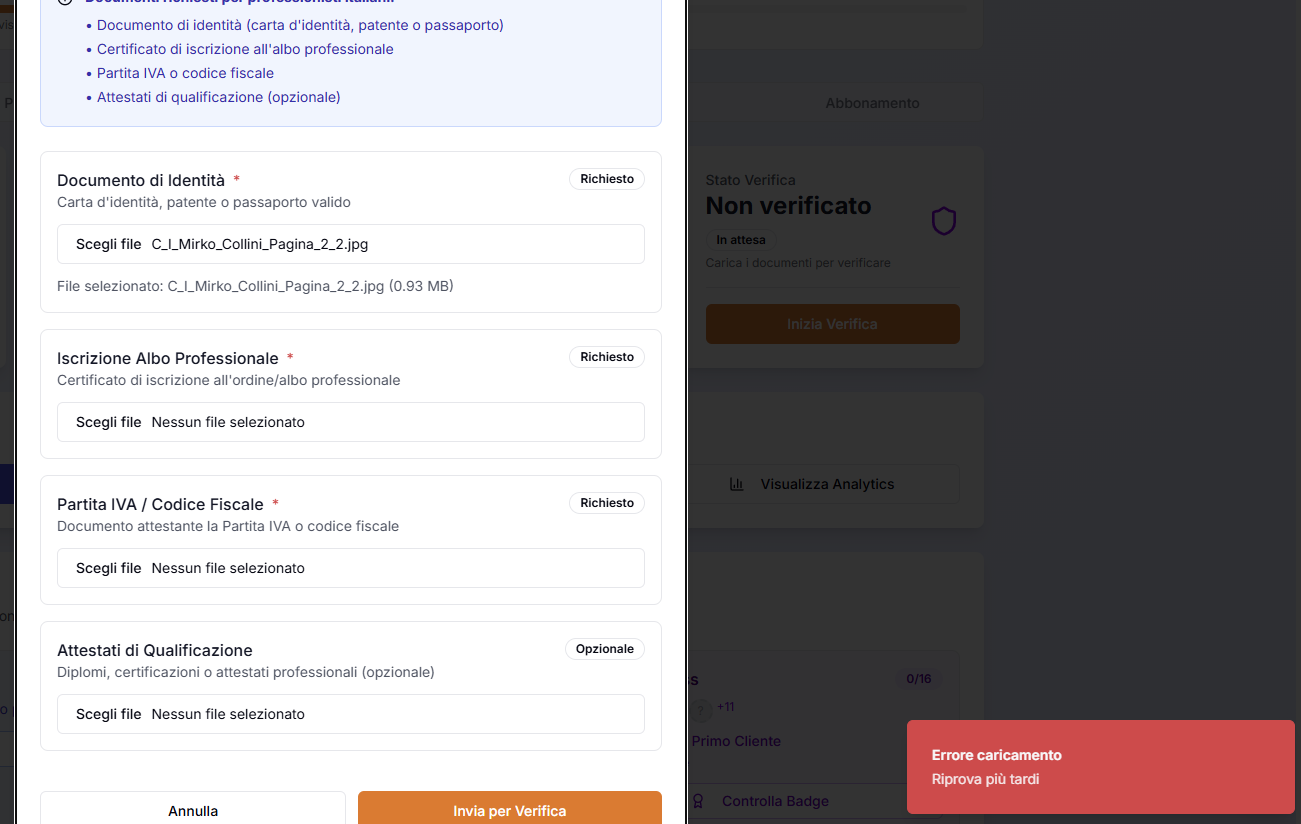 • Documento di identità (carta d'identità, patente o passaporto)
• Certificato di iscrizione all'albo professionale
• Partita IVA o codice fiscale
• Attestati di qualificazione (opzionale)
Documento di Identità *
Richiesto
Carta d'identità, patente o passaporto valido
Scegli file C_I_Mirko_Collini_Pagina_2_2.jpg
File selezionato: C_I_Mirko_Collini_Pagina_2_2.jpg (0.93 MB)
Iscrizione Albo Professionale *
Richiesto
Certificato di iscrizione all'ordine/albo professionale
Scegli file Nessun file selezionato
Partita IVA / Codice Fiscale *
Richiesto
Documento attestante la Partita IVA o codice fiscale
Scegli file Nessun file selezionato
Attestati di Qualificazione
Opzionale
Diplomi, certificazioni o attestati professionali (opzionale)
Scegli file Nessun file selezionato
Annulla
Invia per Verifica
Abbonamento
Stato Verifica
Non verificato
In attesa
Carica i documenti per verificare
Inizia Verifica
Visualizza Analytics
0/16
+11
Primo Cliente
Controlla Badge
Errore caricamento
Riprova più tardi